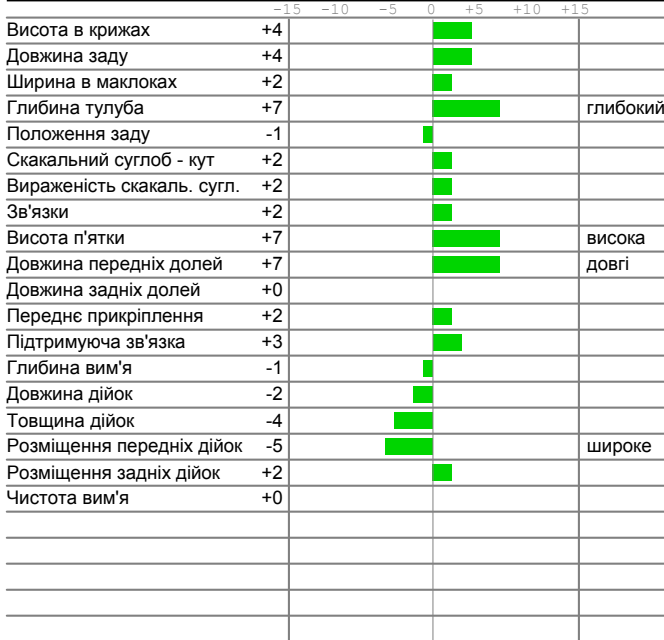 -15 -10 -5 0 +5 +10 +15
Висота в крижах +4
Довжина заду +4
Ширина в маклоках +2
Глибина тулуба +7 глибокий
Положення заду -1
Скакальний суглоб - кут +2
Вираженість скакаль. сугл. +2
Зв'язки +2
Висота п'ятки +7 висока
Довжина передніх долей +7 довгі
Довжина задніх долей +0
Переднє прикріплення +2
Підтримуюча зв'язка +3
Глибина вим'я -1
Довжина дійок -2
Товщина дійок -4
Розміщення передніх дійок -5 широке
Розміщення задніх дійок +2
Чистота вим'я +0